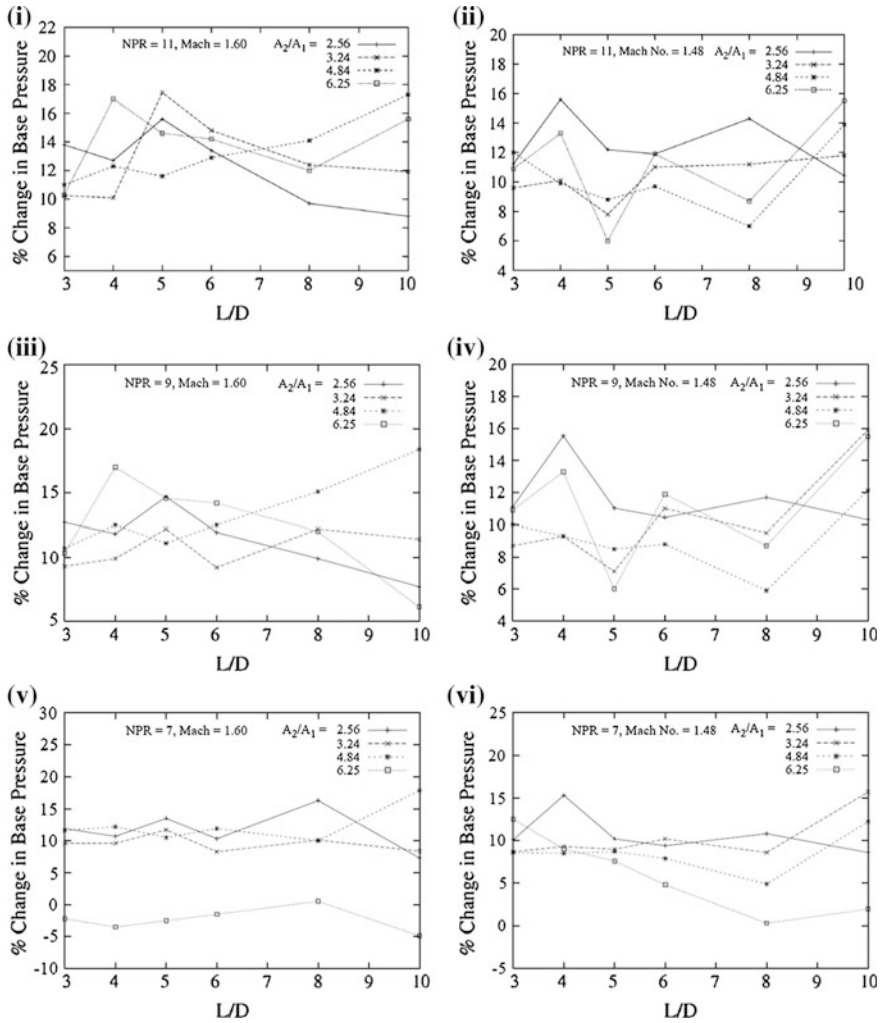 (i)
% Change in Base Pressure
22
20
18
16
14
12
10
8
6
NPR = 11, Mach = 1.60 A2/A1 = 2.56
3.24
4.84
6.25
3 4 5 6 7 8 9 10
L/D
(ii)
% Change in Base Pressure
20
18
16
14
12
10
8
6
4
NPR = 11, Mach No. = 1.48 A2/A1 = 2.56
3.24
4.84
6.25
3 4 5 6 7 8 9 10
L/D
(iii)
% Change in Base Pressure
25
20
15
10
5
NPR = 9, Mach = 1.60 A2/A1 = 2.56
3.24
4.84
6.25
3 4 5 6 7 8 9 10
L/D
(iv)
% Change in Base Pressure
20
18
16
14
12
10
8
6
4
NPR = 9, Mach No. = 1.48 A2/A1 = 2.56
3.24
4.84
6.25
3 4 5 6 7 8 9 10
L/D
(v)
% Change in Base Pressure
30
25
20
15
10
5
0
-5
-10
NPR = 7, Mach = 1.60 A2/A1 = 2.56
3.24
4.84
6.25
3 4 5 6 7 8 9 10
L/D
(vi)
% Change in Base Pressure
25
20
15
10
5
0
-5
NPR = 7, Mach No. = 1.48 A2/A1 = 2.56
3.24
4.84
6.25
3 4 5 6 7 8 9 10
L/D